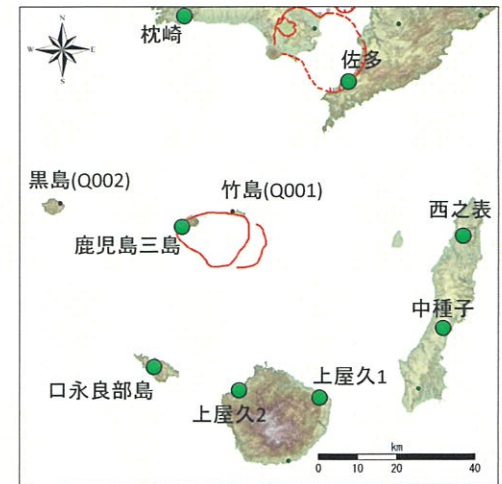 枕崎
N
W
E
S
佐多
黒島(Q002)
竹島(Q001)
西之表
鹿児島三島
中種子
口永良部島
上屋久1
上屋久2
km
0 10 20 40